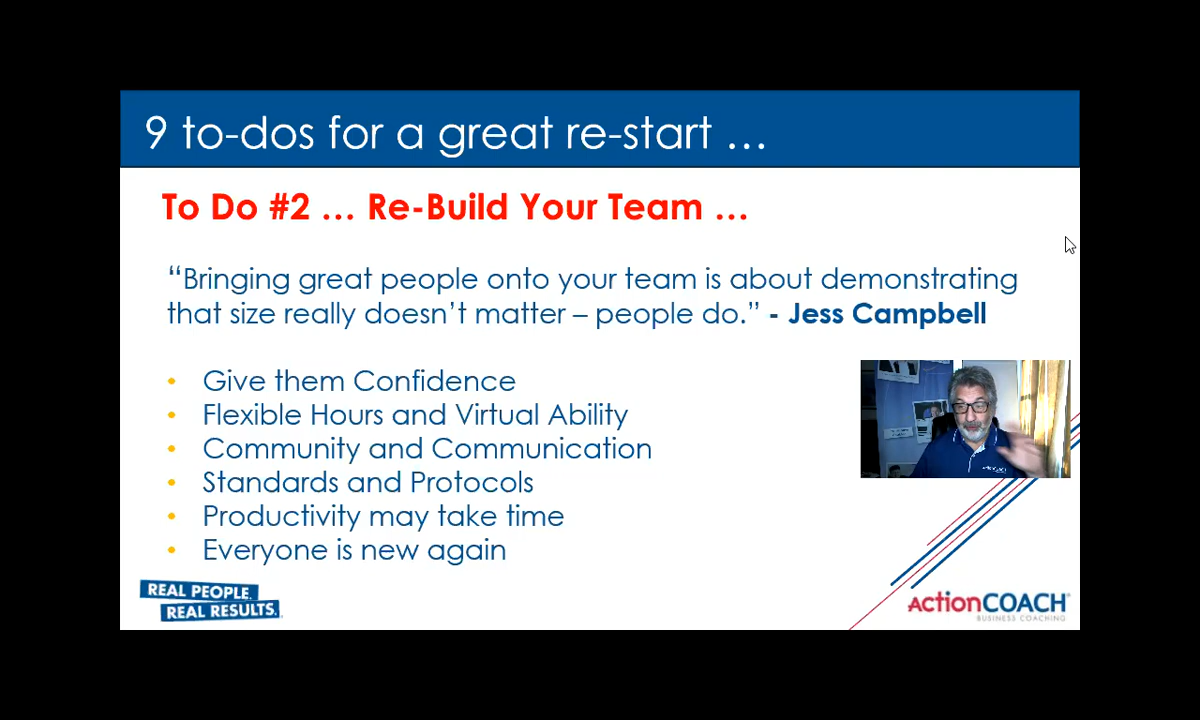 9 to-dos for a great re-start …
To Do #2 … Re-Build Your Team …
“Bringing great people onto your team is about demonstrating
that size really doesn’t matter – people do.” - Jess Campbell
• Give them Confidence
• Flexible Hours and Virtual Ability
• Community and Communication
• Standards and Protocols
• Productivity may take time
• Everyone is new again
REAL PEOPLE.
REAL RESULTS.
ActionCOACH®
BUSINESS COACHING